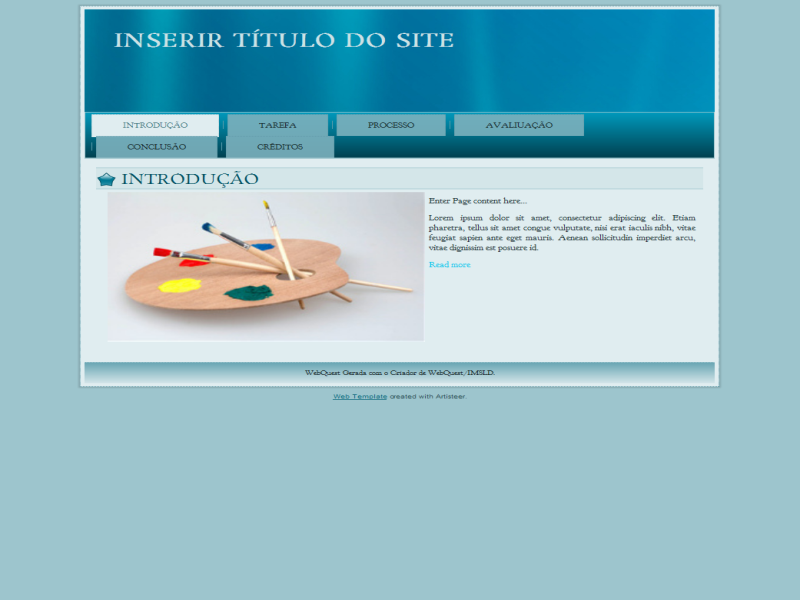 INSERIR TÍTULO DO SITE
INTRODUÇÃO TAREFA PROCESSO AVALIUAÇÃO
CONCLUSÃO CRÉDITOS
INTRODUÇÃO
Enter Page content here...
Lorem ipsum dolor sit amet, consectetur adipiscing elit. Etiam
pharetra, tellus sit amet congue vulputate, nisi erat iaculis nibh, vitae
feugiat sapien ante eget mauris. Aenean sollicitudin imperdiet arcu,
vitae dignissim est posuere id.
Read more
WebQuest Gerada com o Criador de WebQuest/IMSLD.
Web Template created with Artisteer.